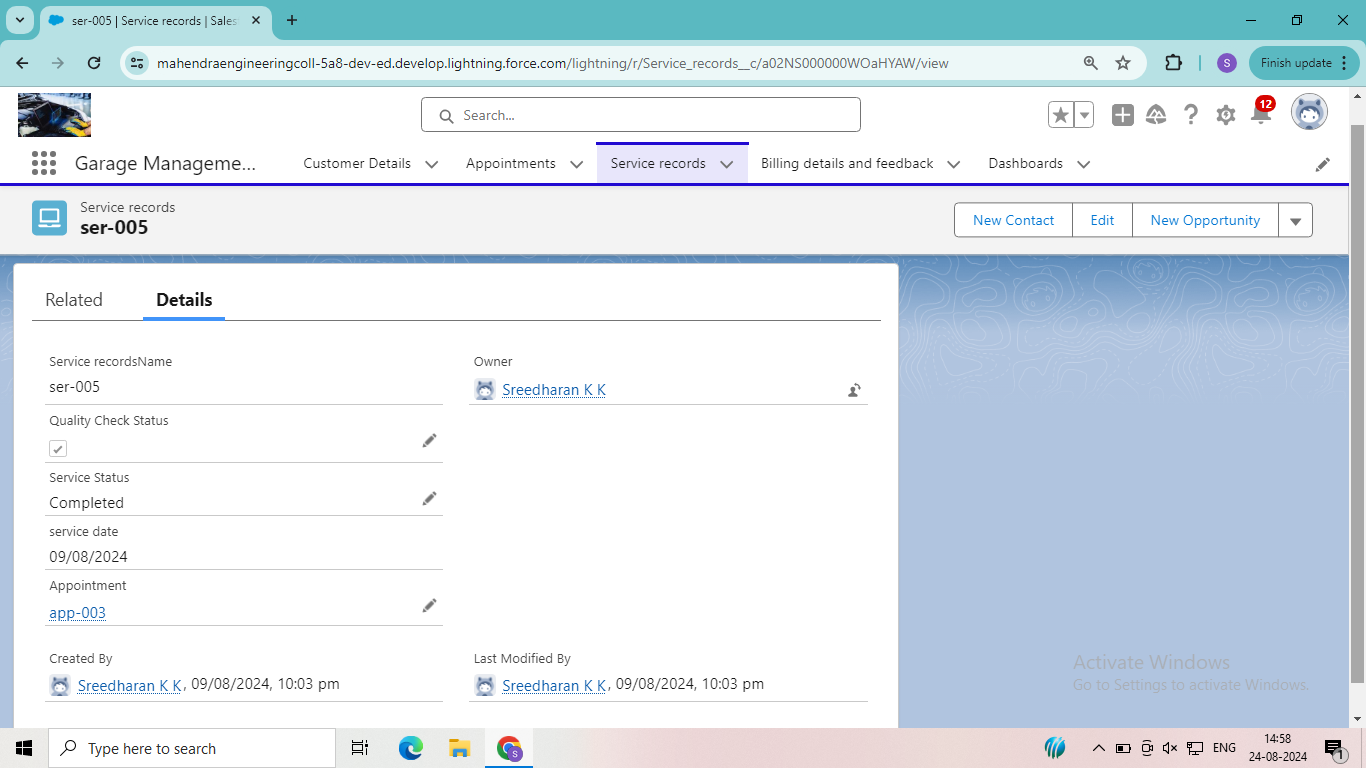 ser-005 | Service records | Sales
mahendraengineeringcoll-5a8-dev-ed.develop.lightning.force.com/lightning/r/Service_records__c/a02NS000000WOaHYAW/view
S
Finish update
Search...
12
Garage Manageme...
Customer Details
Appointments
Service records
Billing details and feedback
Dashboards
Service records
ser-005
New Contact
Edit
New Opportunity
Related
Details
Service recordsName
ser-005
Owner
Sreedharan K K
Quality Check Status
Service Status
Completed
service date
09/08/2024
Appointment
app-003
Created By
Sreedharan K K, 09/08/2024, 10:03 pm
Last Modified By
Sreedharan K K, 09/08/2024, 10:03 pm
Activate Windows
Go to Settings to activate Windows.
Type here to search
S
ENG
14:58
24-08-2024
1